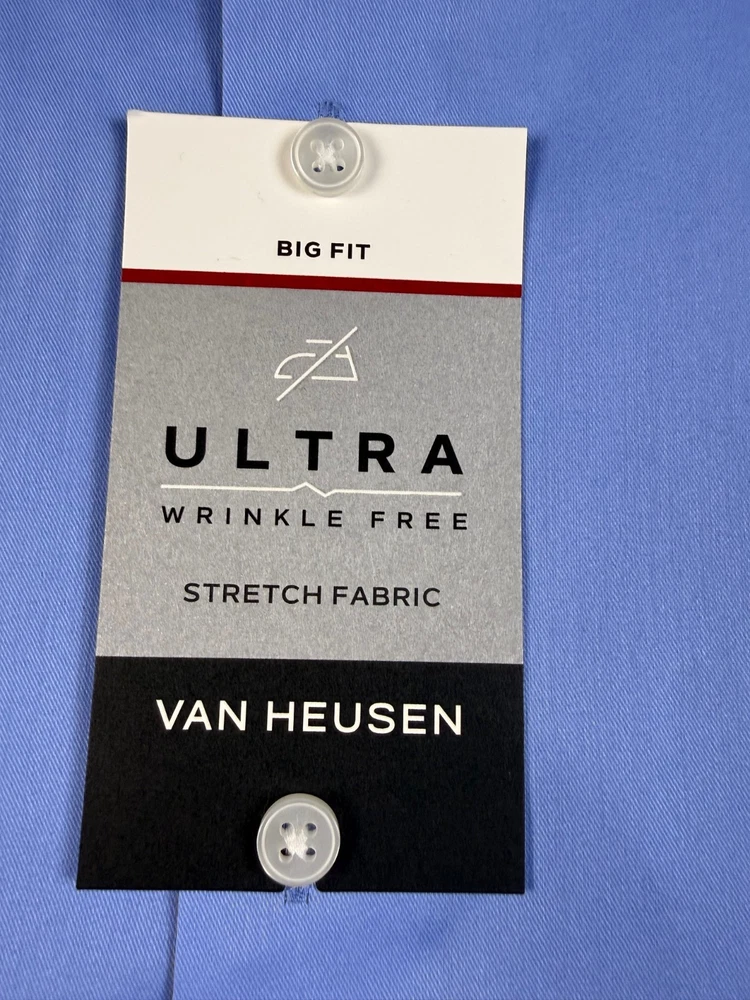 BIG FIT
ULTRA
WRINKLE FREE
STRETCH FABRIC
VAN HEUSEN